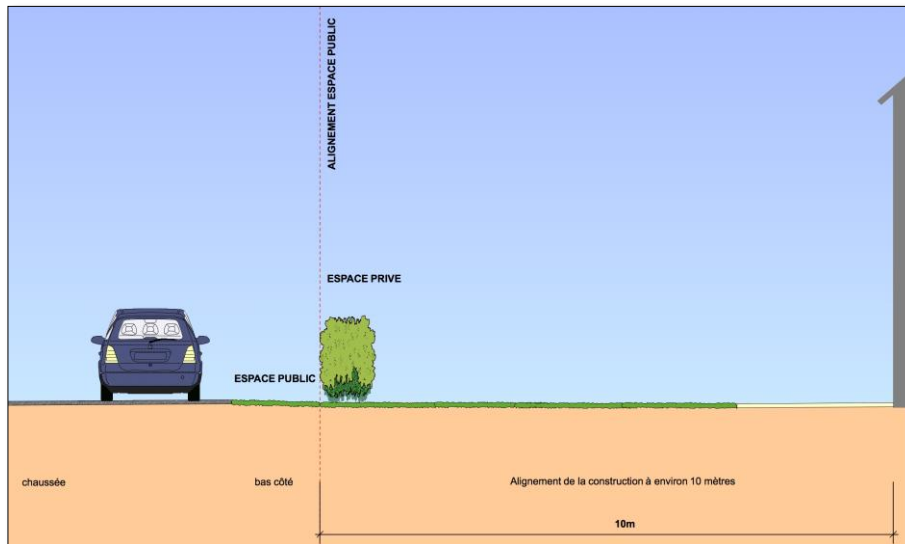 ALIGNEMENT ESPACE PUBLIC
ESPACE PRIVE
ESPACE PUBLIC
chaussée
bas côté
Alignement de la construction à environ 10 mètres
10m